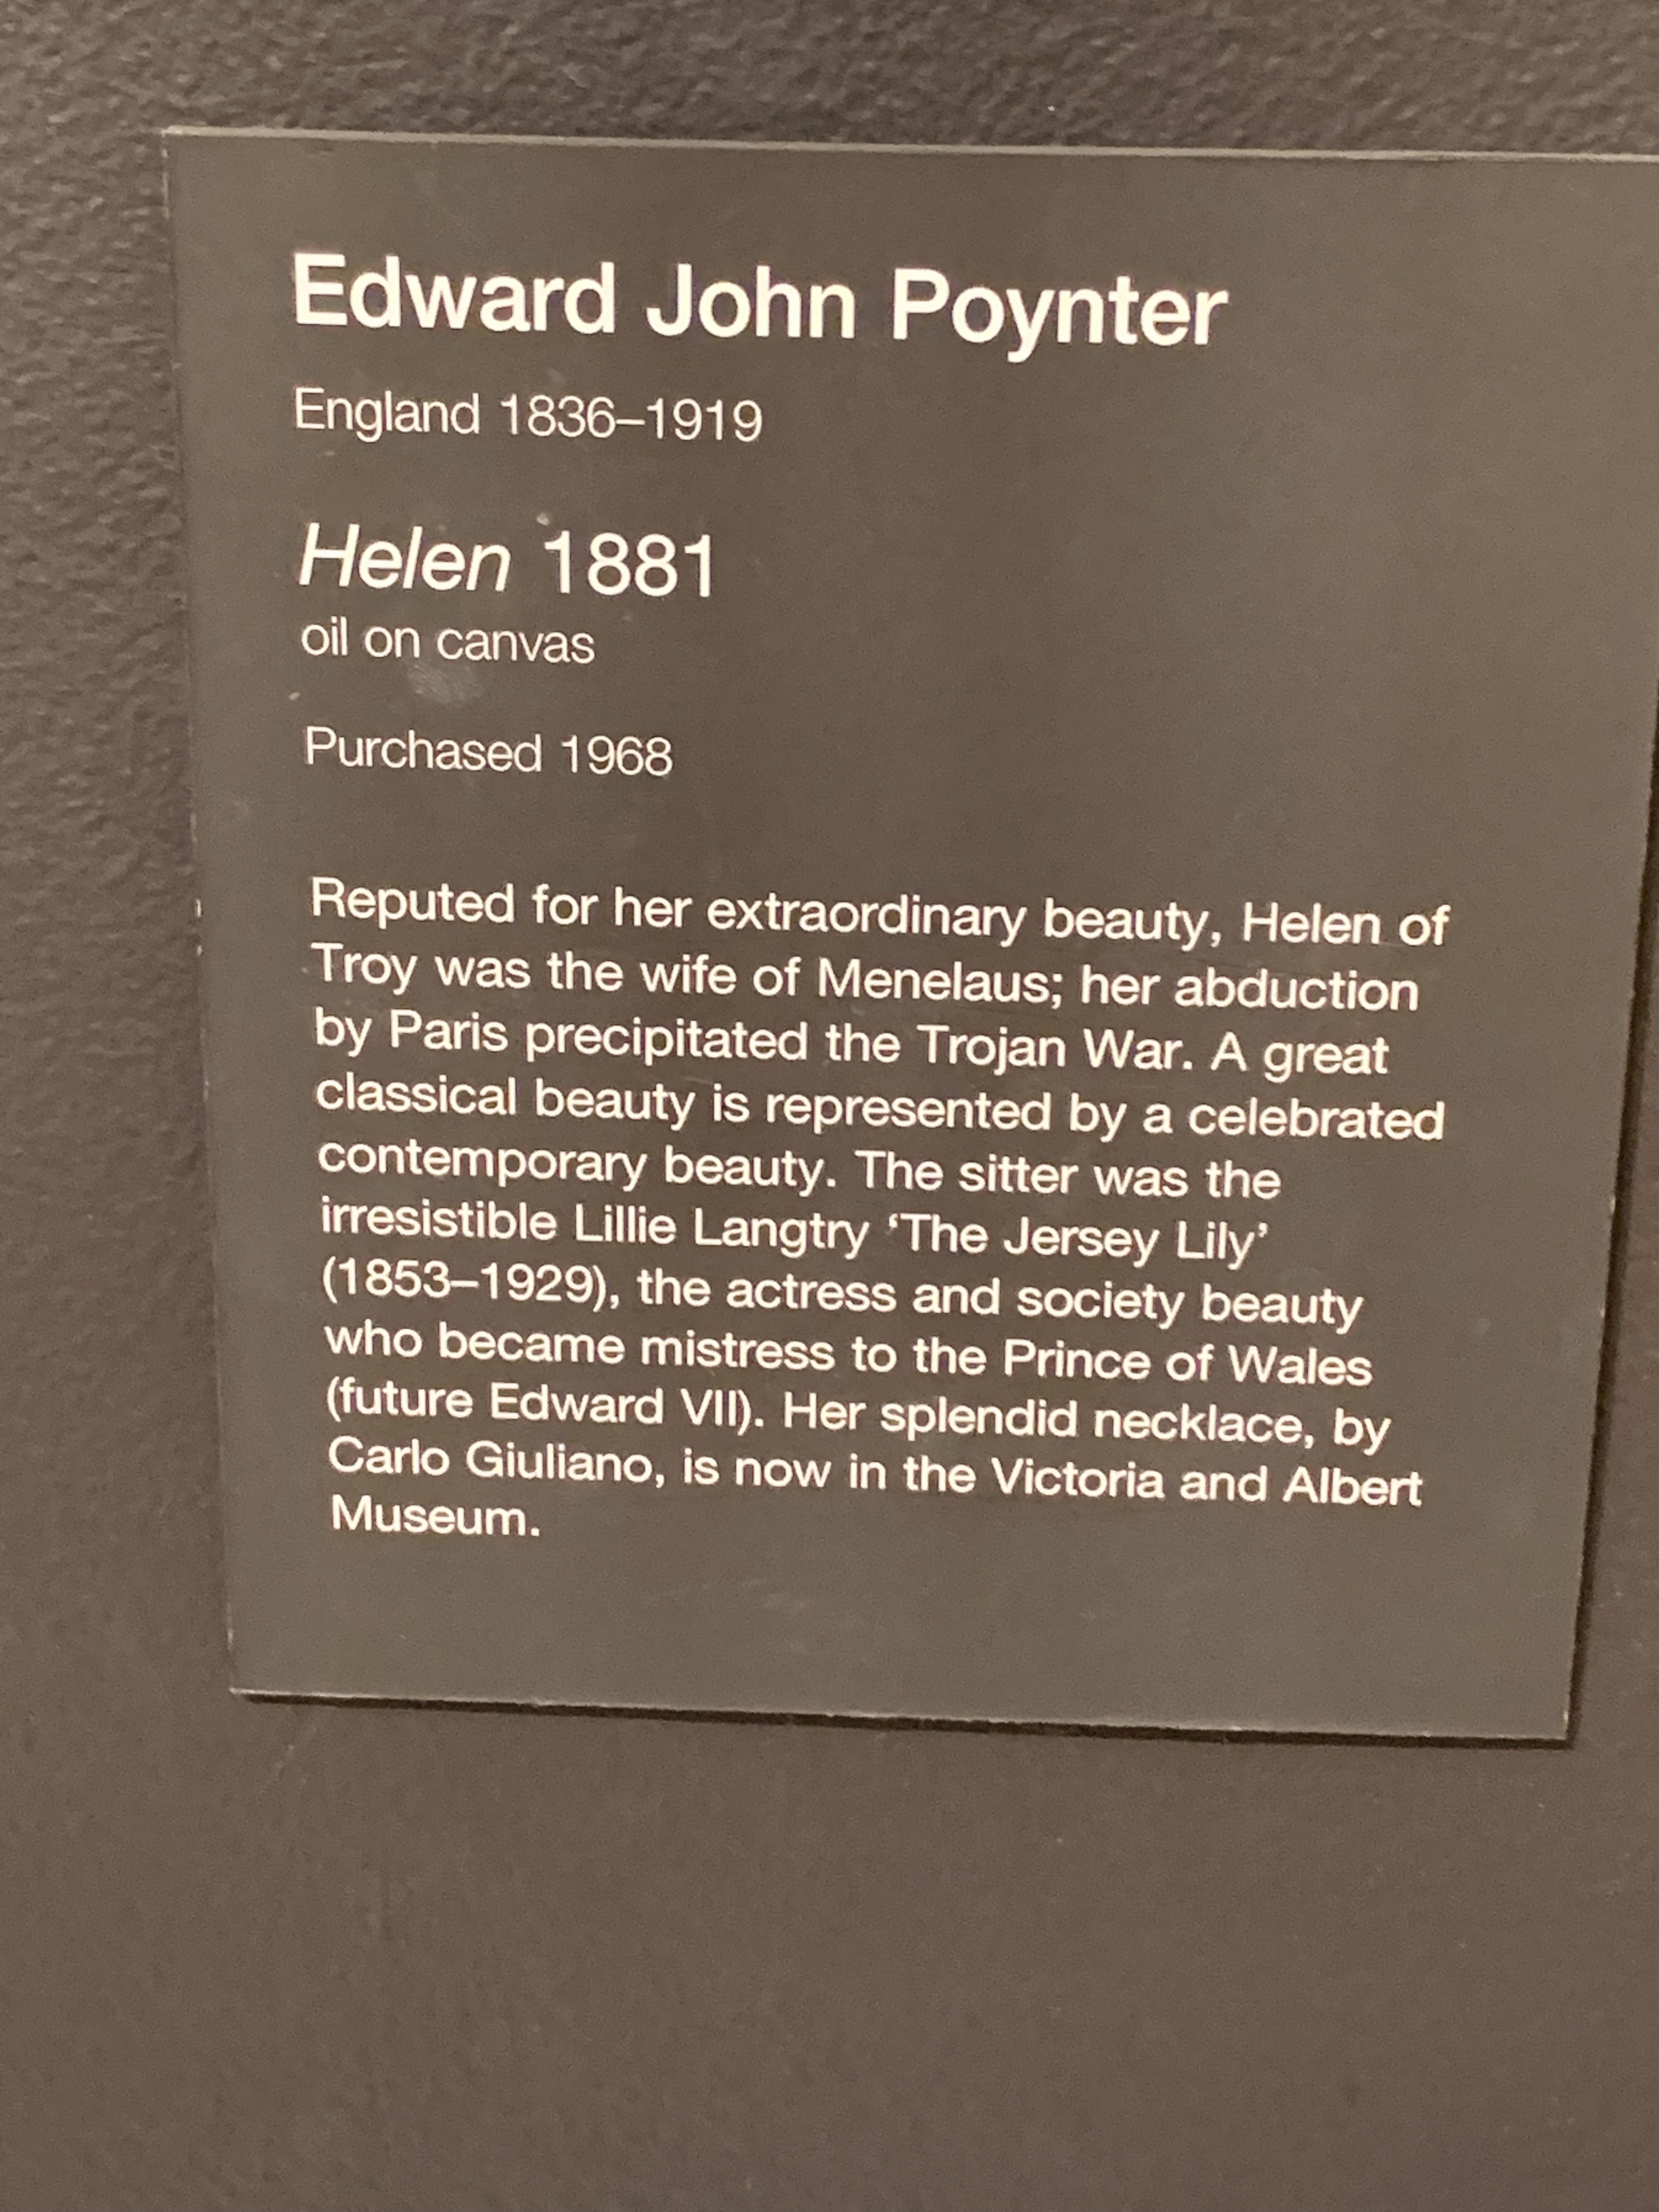 Edward John Poynter
England 1836–1919
Helen 1881
oil on canvas
Purchased 1968
Reputed for her extraordinary beauty, Helen of
Troy was the wife of Menelaus; her abduction
by Paris precipitated the Trojan War. A great
classical beauty is represented by a celebrated
contemporary beauty. The sitter was the
irresistible Lillie Langtry ‘The Jersey Lily’
(1853–1929), the actress and society beauty
who became mistress to the Prince of Wales
(future Edward VII). Her splendid necklace, by
Carlo Giuliano, is now in the Victoria and Albert
Museum.